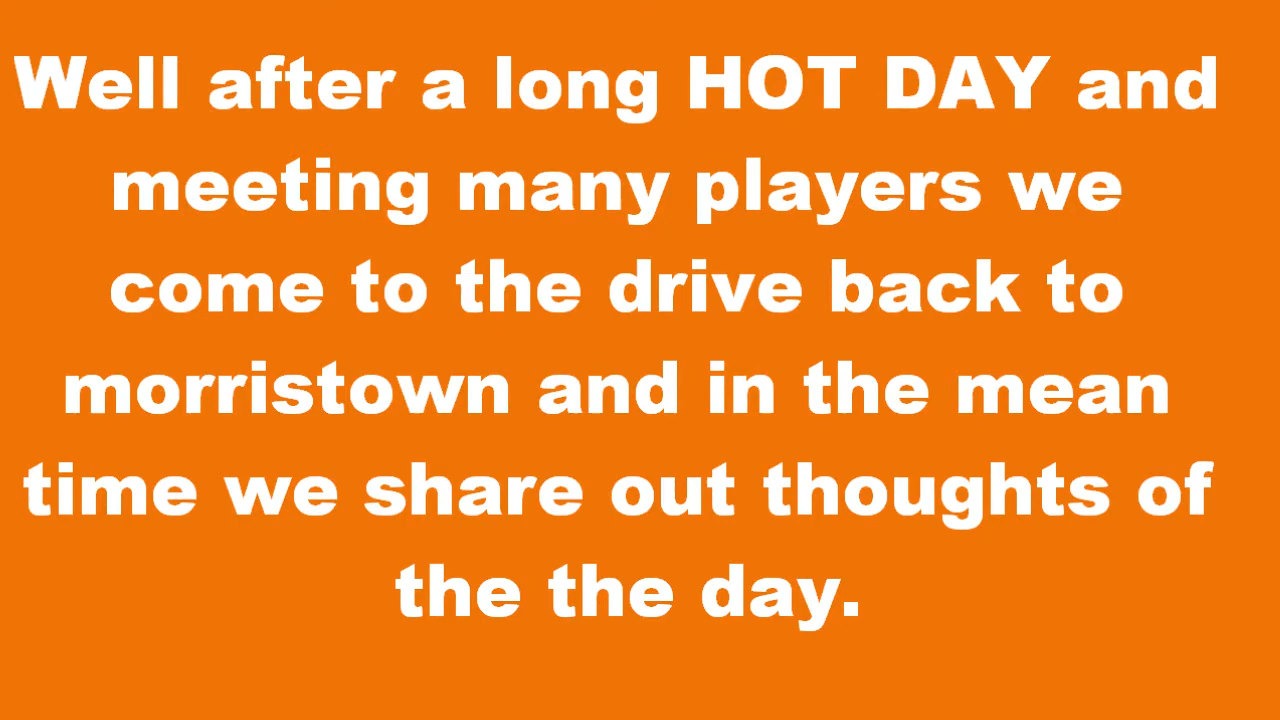 Well after a long HOT DAY and
meeting many players we
come to the drive back to
morristown and in the mean
time we share out thoughts of
the the day.